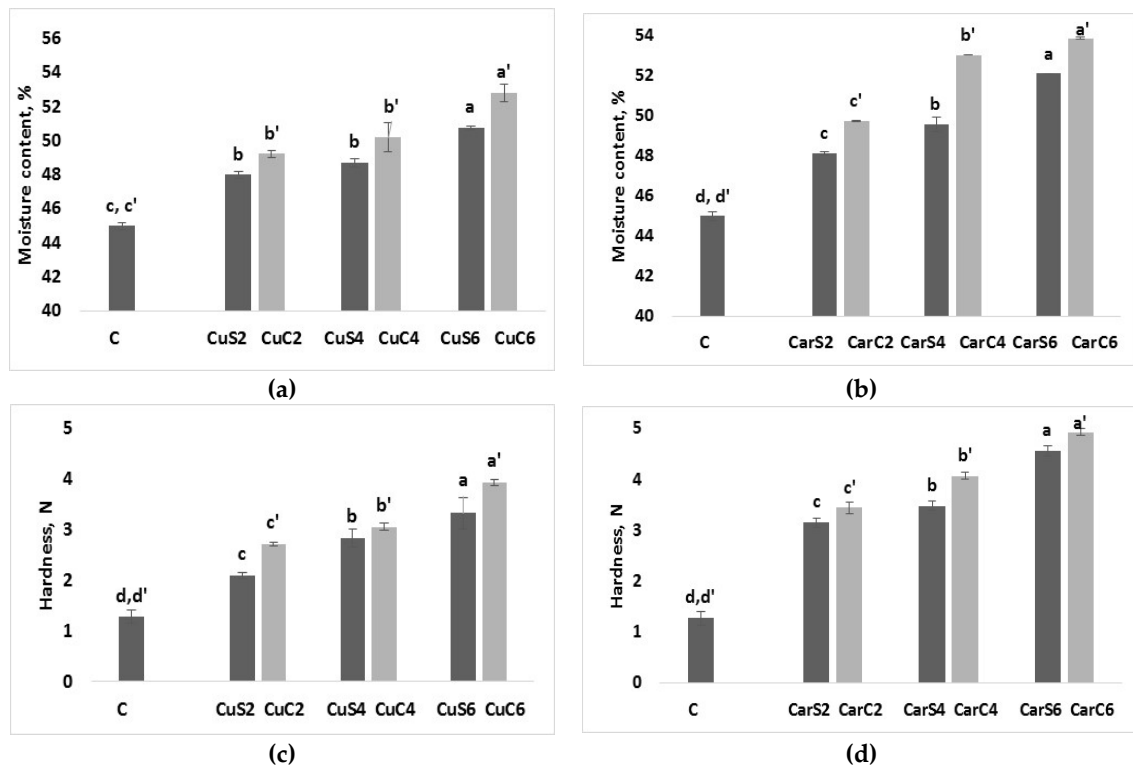 Moisture content, %
56
54
52
50
48
46
44
42
40
c, c'
b
b'
b
b'
a
a'
C
CuS2 CuC2 CuS4 CuC4 CuS6 CuC6
(a)
Moisture content, %
54
52
50
48
46
44
42
40
d, d'
c
c'
b
b'
a
a'
C
CarS2 CarC2 CarS4 CarC4 CarS6 CarC6
(b)
Hardness, N
5
4
3
2
1
0
d,d'
c
c'
b
b'
a
a'
C
CuS2 CuC2 CuS4 CuC4 CuS6 CuC6
(c)
Hardness, N
5
4
3
2
1
0
d,d'
c
c'
b
b'
a
a'
C
CarS2 CarC2 CarS4 CarC4 CarS6 CarC6
(d)